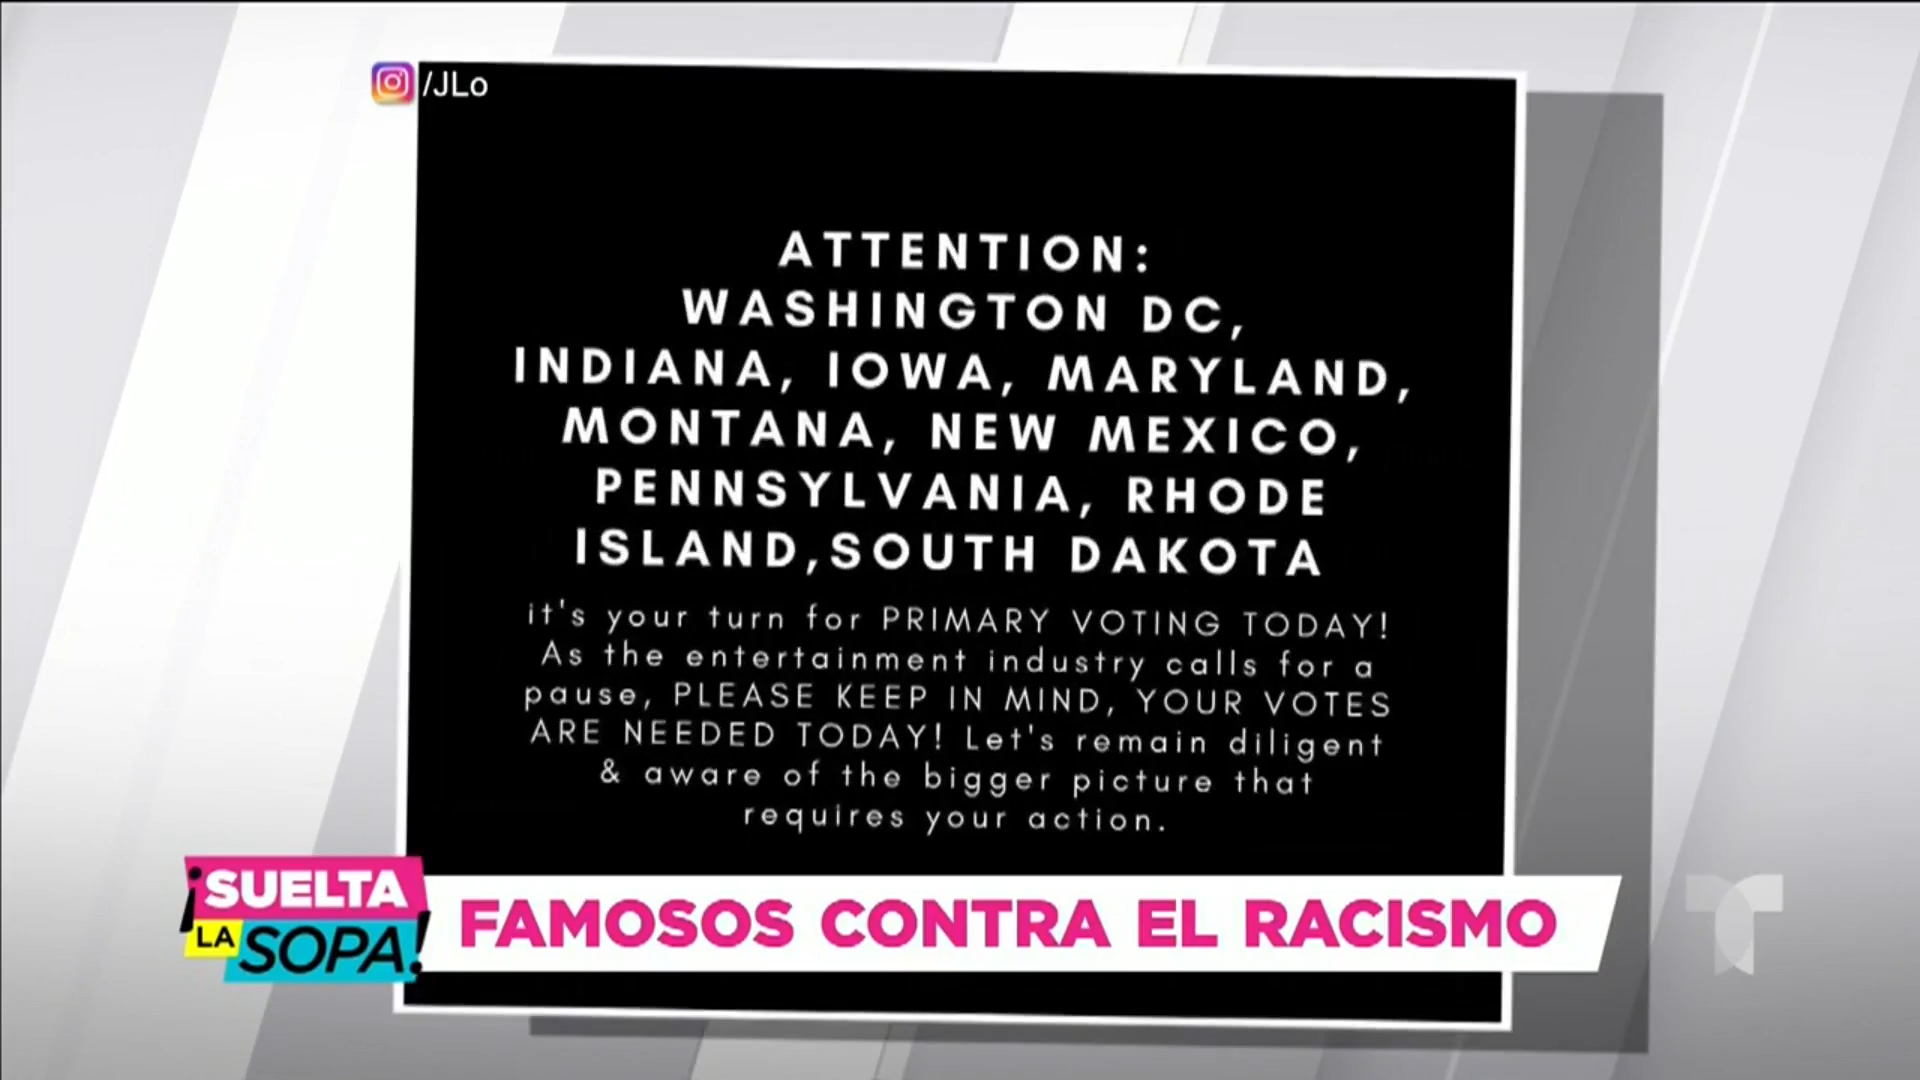 /JLo
ATTENTION:
WASHINGTON DC,
INDIANA, IOWA, MARYLAND,
MONTANA, NEW MEXICO,
PENNSYLVANIA, RHODE
ISLAND,SOUTH DAKOTA
it's your turn for PRIMARY VOTING TODAY!
As the entertainment industry calls for a
pause, PLEASE KEEP IN MIND, YOUR VOTES
ARE NEEDED TODAY! Let's remain diligent
& aware of the bigger picture that
requires your action.
¡SUELTA
LA SOPA!
FAMOSOS CONTRA EL RACISMO